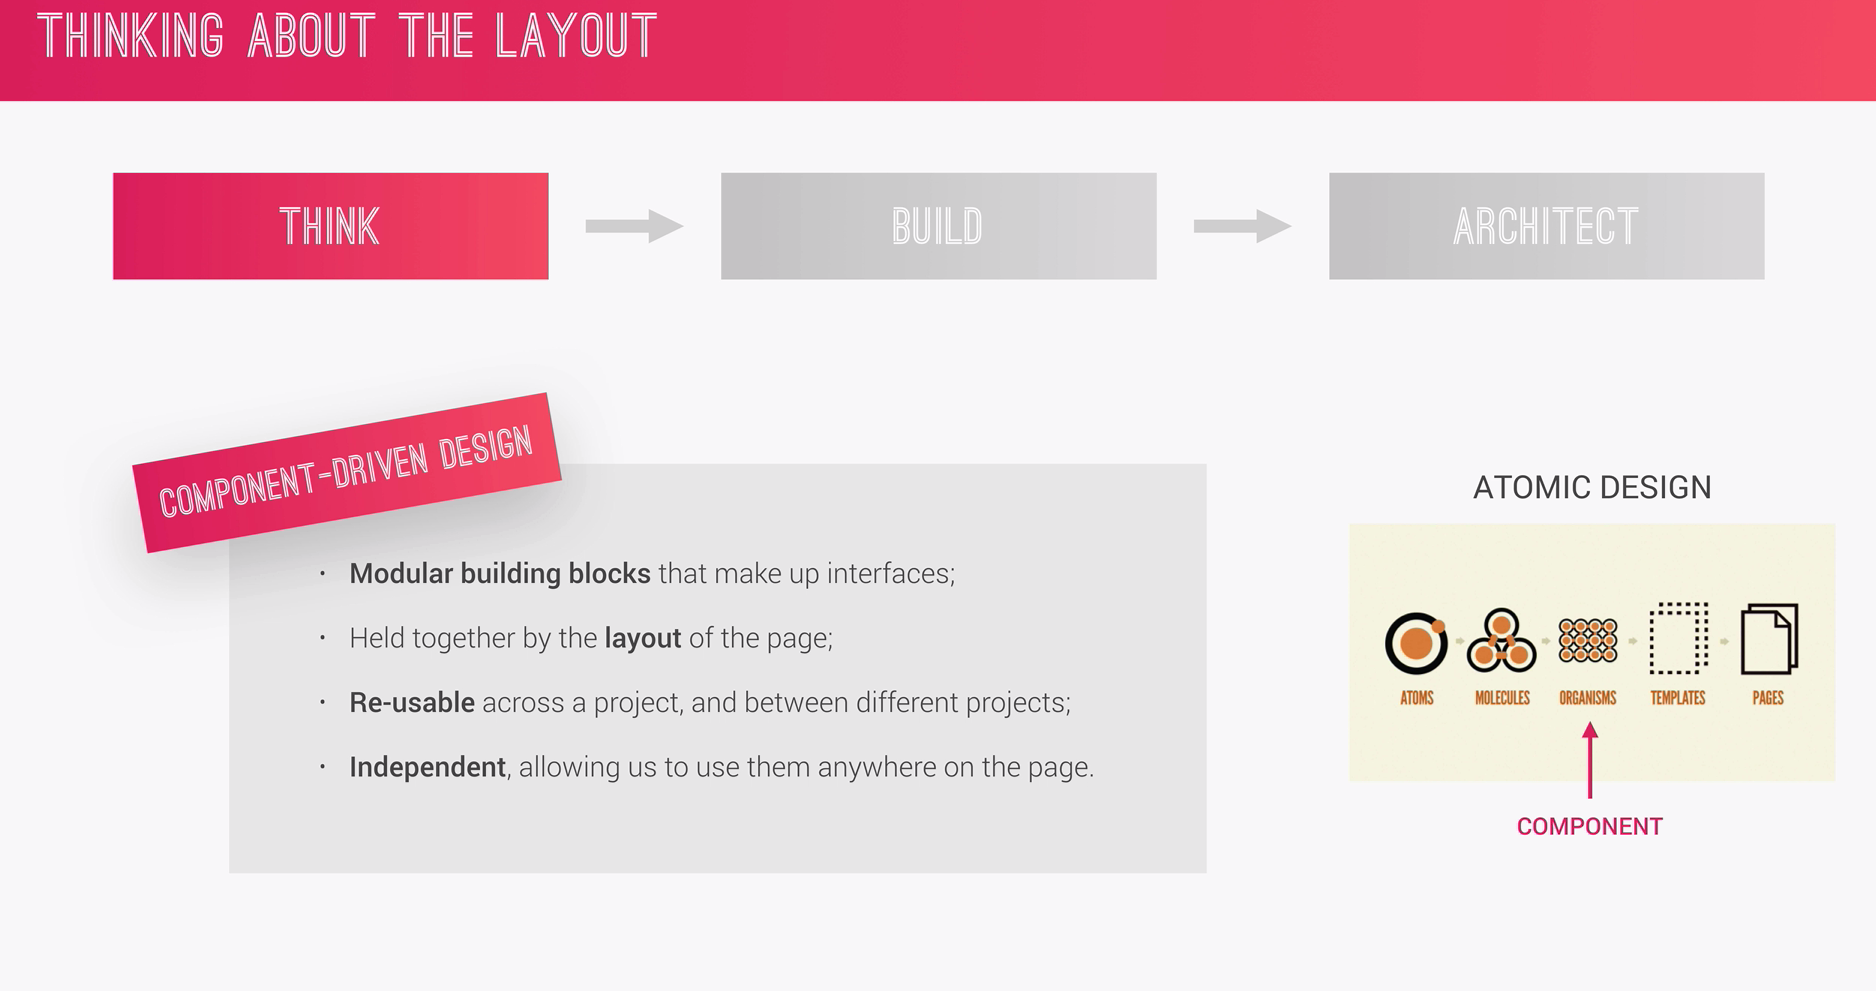 THINKING ABOUT THE LAYOUT
THINK
BUILD
ARCHITECT
COMPONENT-DRIVEN DESIGN
• Modular building blocks that make up interfaces;
• Held together by the layout of the page;
• Re-usable across a project, and between different projects;
• Independent, allowing us to use them anywhere on the page.
ATOMIC DESIGN
ATOMS
MOLECULES
ORGANISMS
TEMPLATES
PAGES
COMPONENT